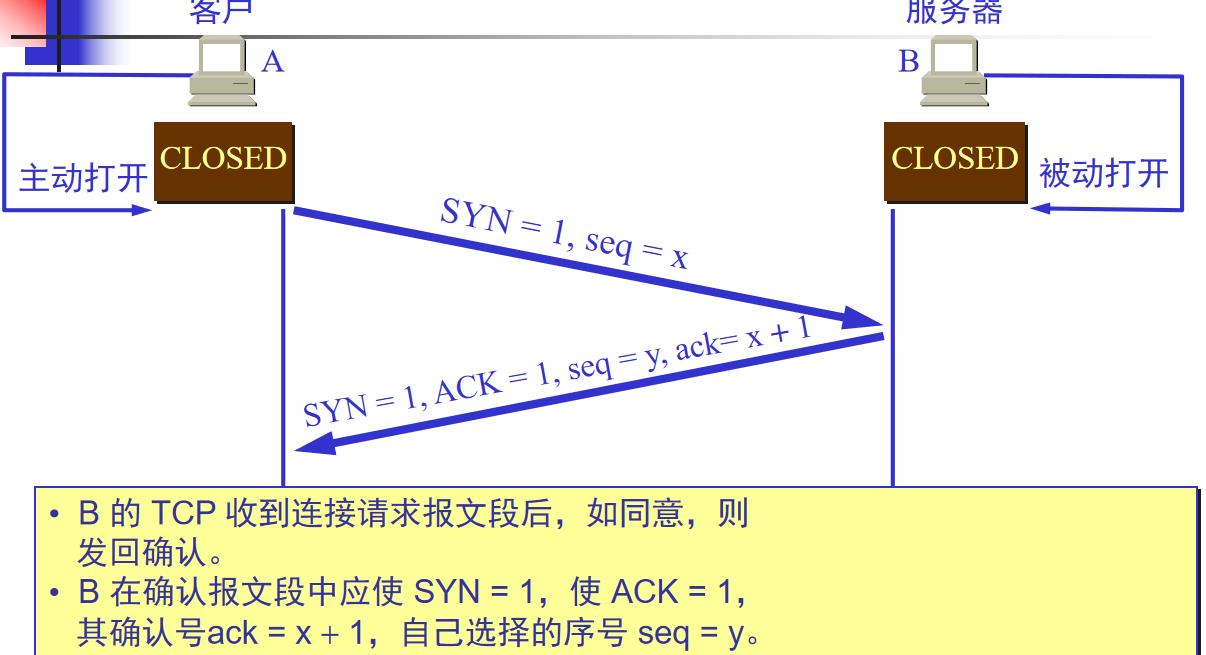 客户
服务器
A
B
CLOSED
CLOSED
主动打开
被动打开
SYN = 1, seq = x
SYN = 1, ACK = 1, seq = y, ack= x + 1
• B 的 TCP 收到连接请求报文段后，如同意，则
发回确认。
• B 在确认报文段中应使 SYN = 1，使 ACK = 1，
其确认号ack = x + 1，自己选择的序号 seq = y。